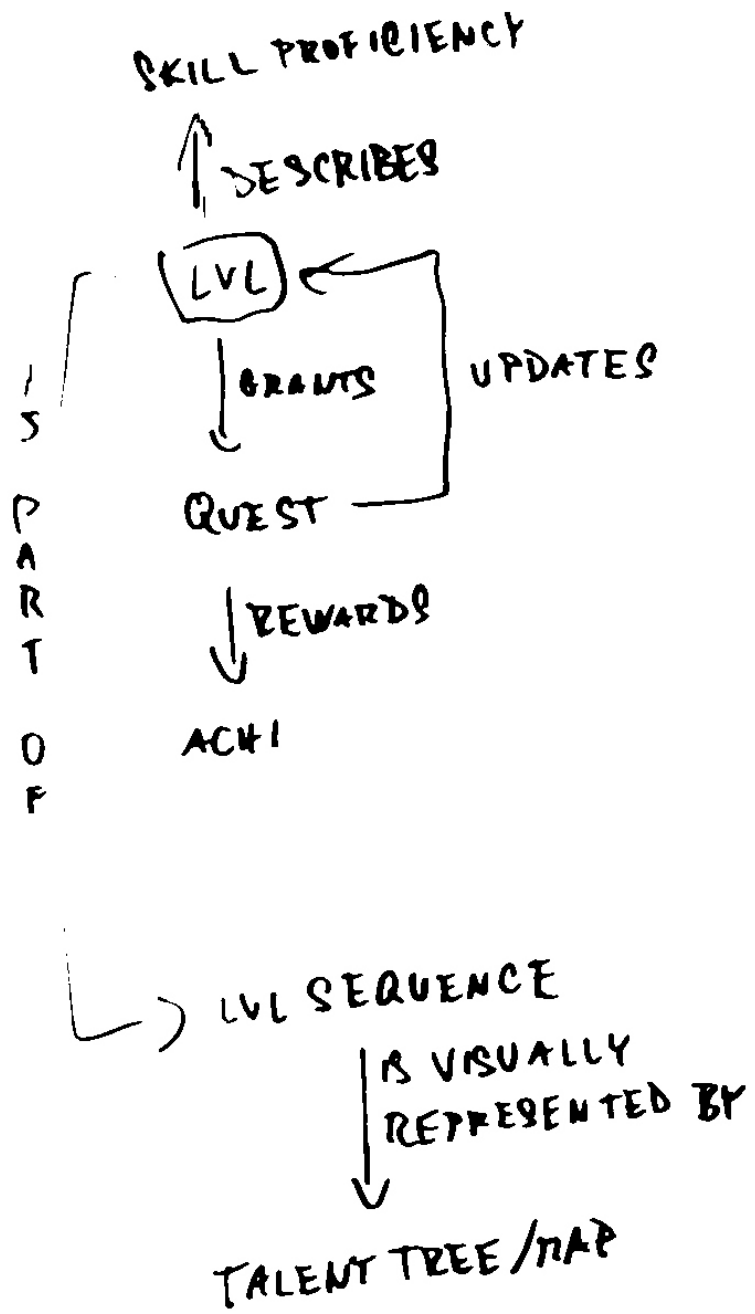 SKILL PROFICIENCY
DESCRIBES
LVL
GRANTS
UPDATES
IS PART OF
QUEST
REWARDS
ACHI
LVL SEQUENCE
IS VISUALLY
REPRESENTED BY
TALENT TREE/MAP